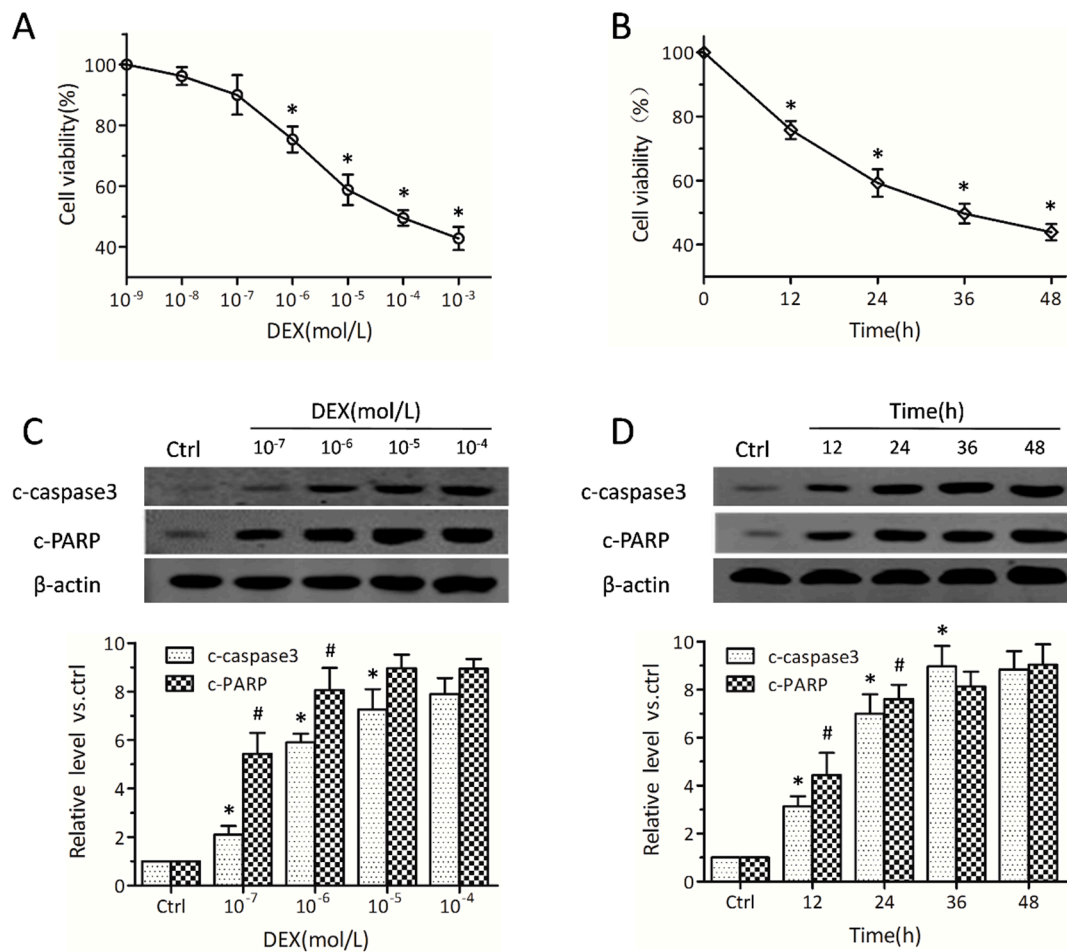 A
Cell viability(%)
100
80
60
40
* * * *
10-9 10-8 10-7 10-6 10-5 10-4 10-3
DEX(mol/L)
B
Cell viability (%)
100
80
60
40
* * * *
0 12 24 36 48
Time(h)
C
DEX(mol/L)
Ctrl 10-7 10-6 10-5 10-4
c-caspase3
c-PARP
β-actin
Relative level vs.ctrl
10
8
6
4
2
0
c-caspase3
c-PARP
* # * # *
Ctrl 10-7 10-6 10-5 10-4
DEX(mol/L)
D
Time(h)
Ctrl 12 24 36 48
c-caspase3
c-PARP
β-actin
Relative level vs.ctrl
10
8
6
4
2
0
c-caspase3
c-PARP
* # * # *
Ctrl 12 24 36 48
Time(h)